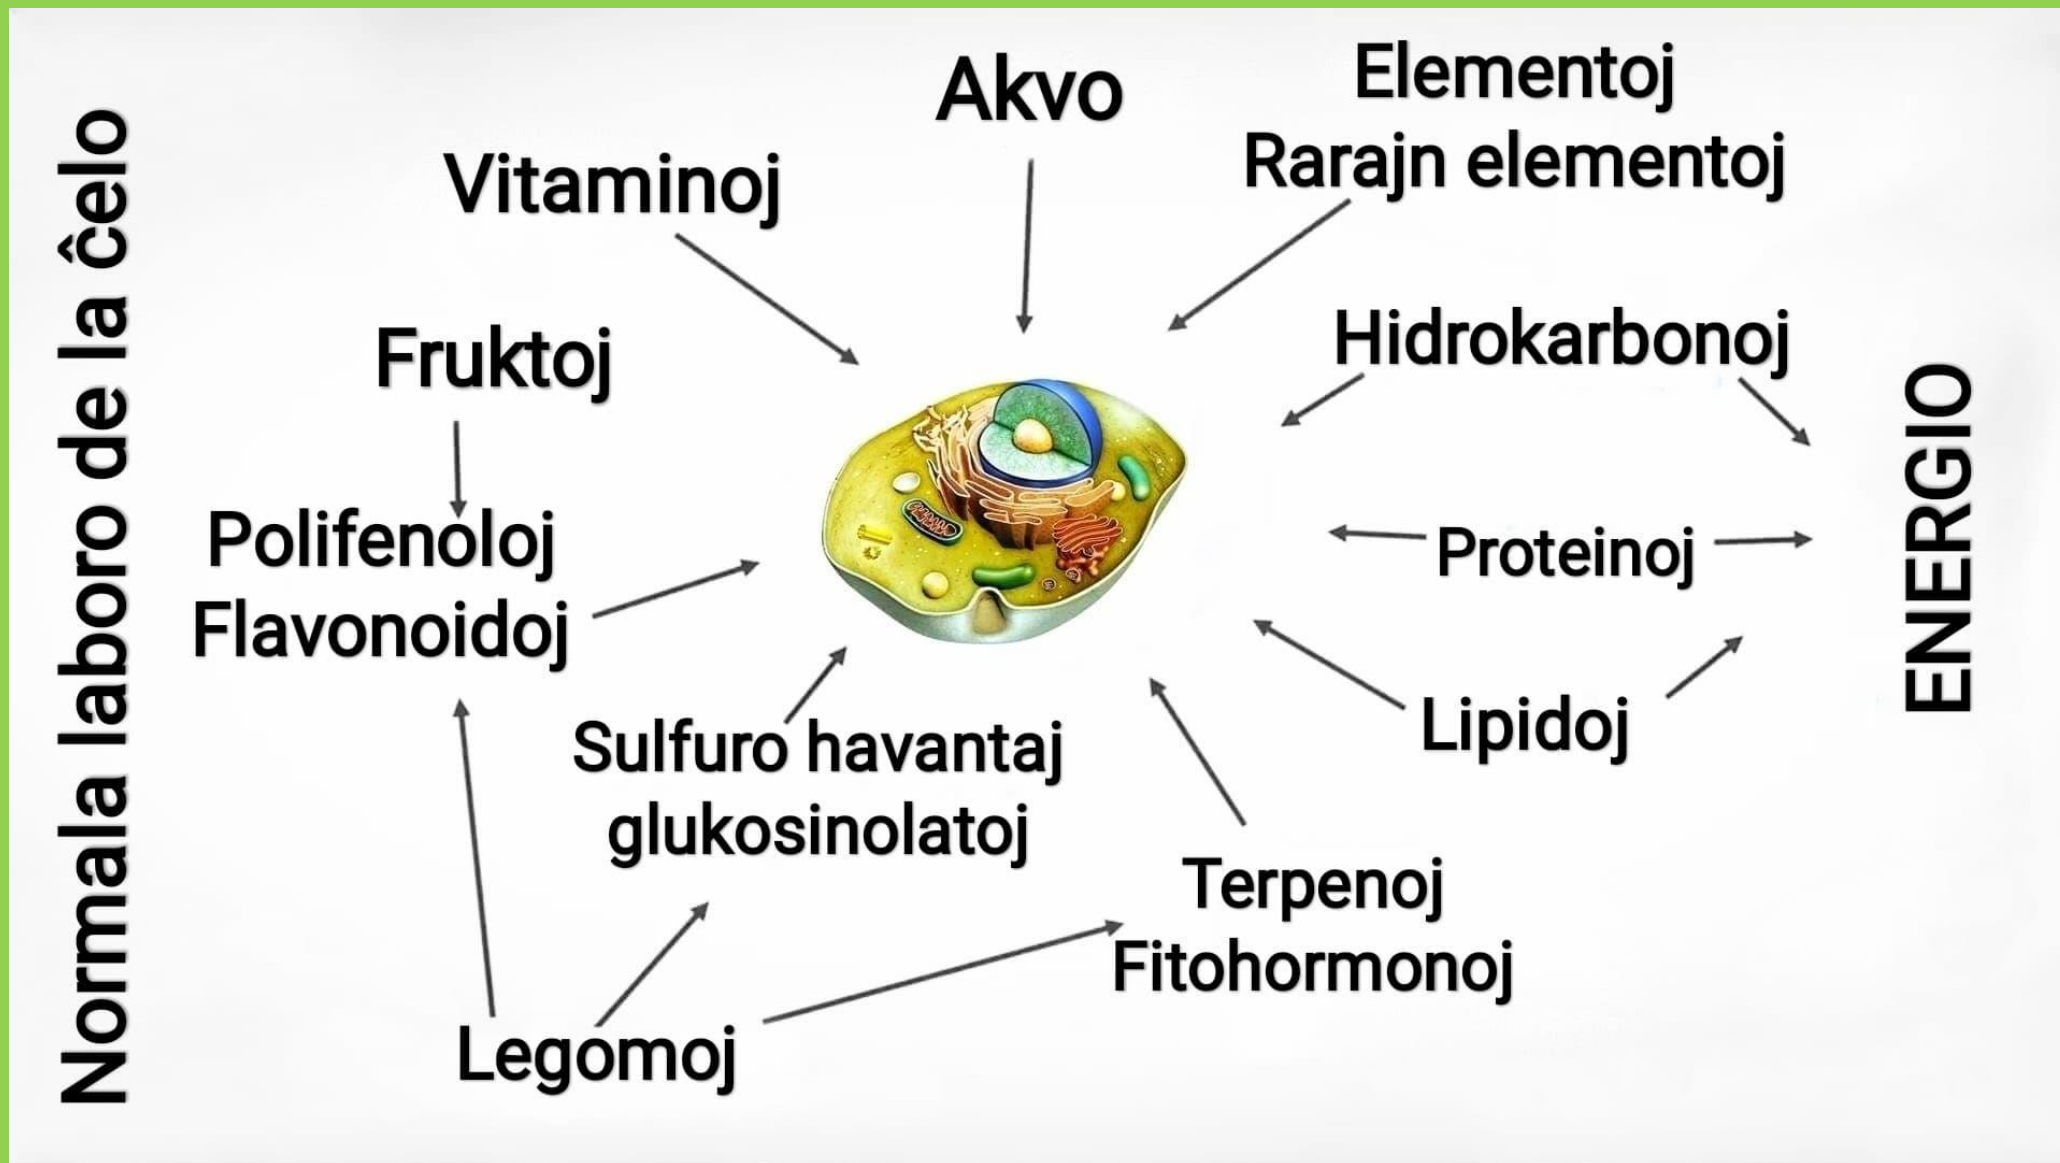 Normala laboro de la ĉelo
Akvo
Elementoj
Rarajn elementoj
Vitaminoj
Hidrokarbonoj
Fruktoj
ENERGIO
Polifenoloj
Flavonoidoj
Proteinoj
Lipidoj
Sulfuro havantaj
glukosinolatoj
Terpenoj
Fitohormonoj
Legomoj